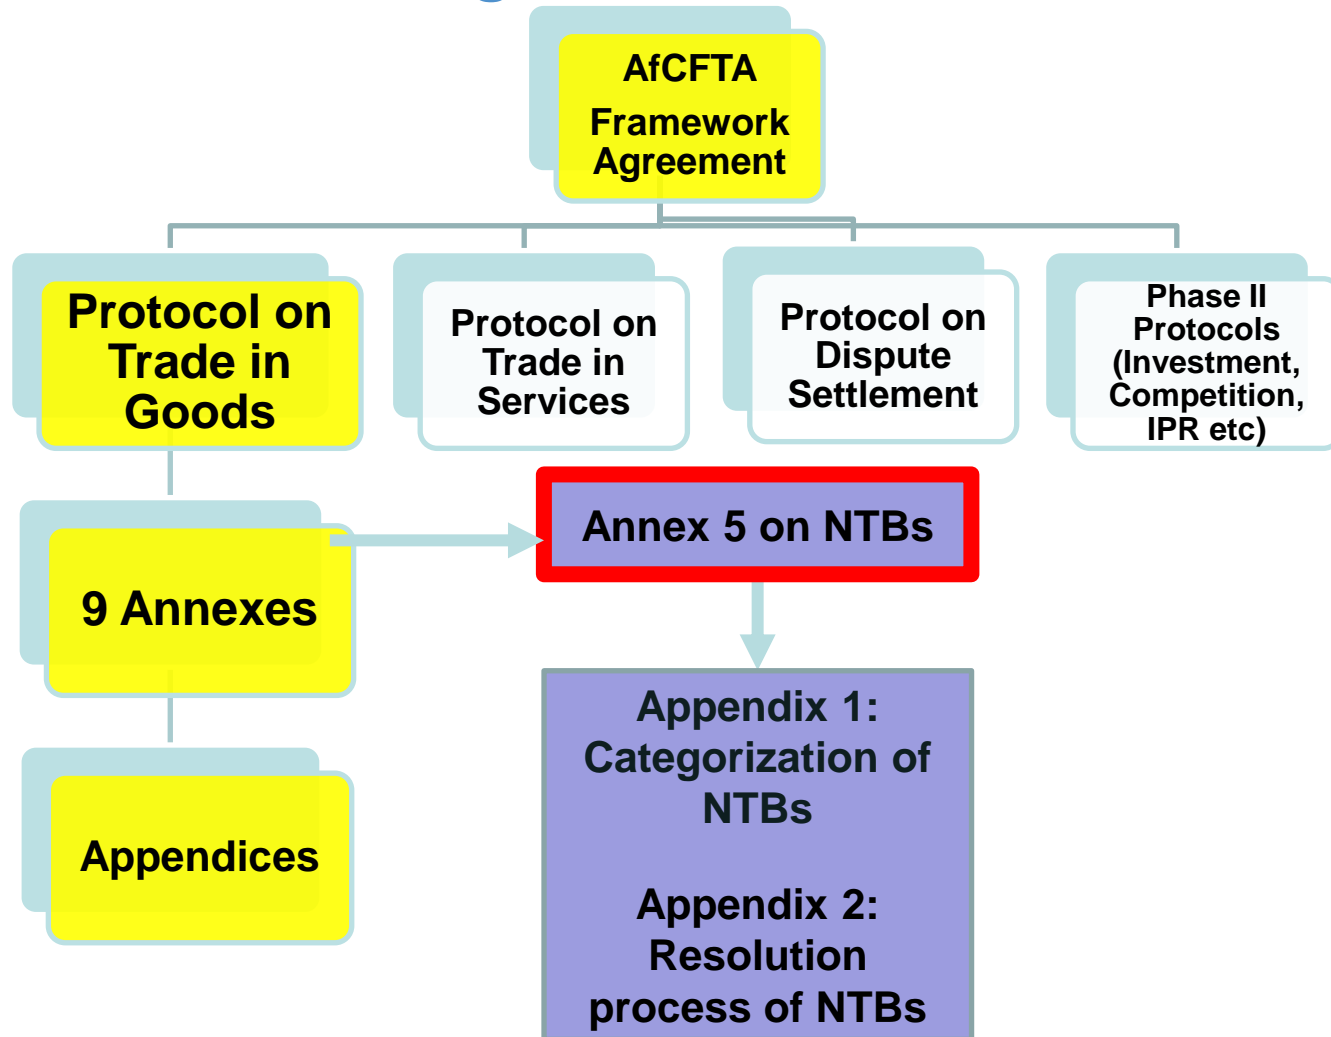 AfCFTA
Framework
Agreement
Protocol on
Trade in
Goods
Protocol on
Trade in
Services
Protocol on
Dispute
Settlement
Phase II
Protocols
(Investment,
Competition,
IPR etc)
Annex 5 on NTBs
9 Annexes
Appendix 1:
Categorization of
NTBs
Appendices
Appendix 2:
Resolution
process of NTBs